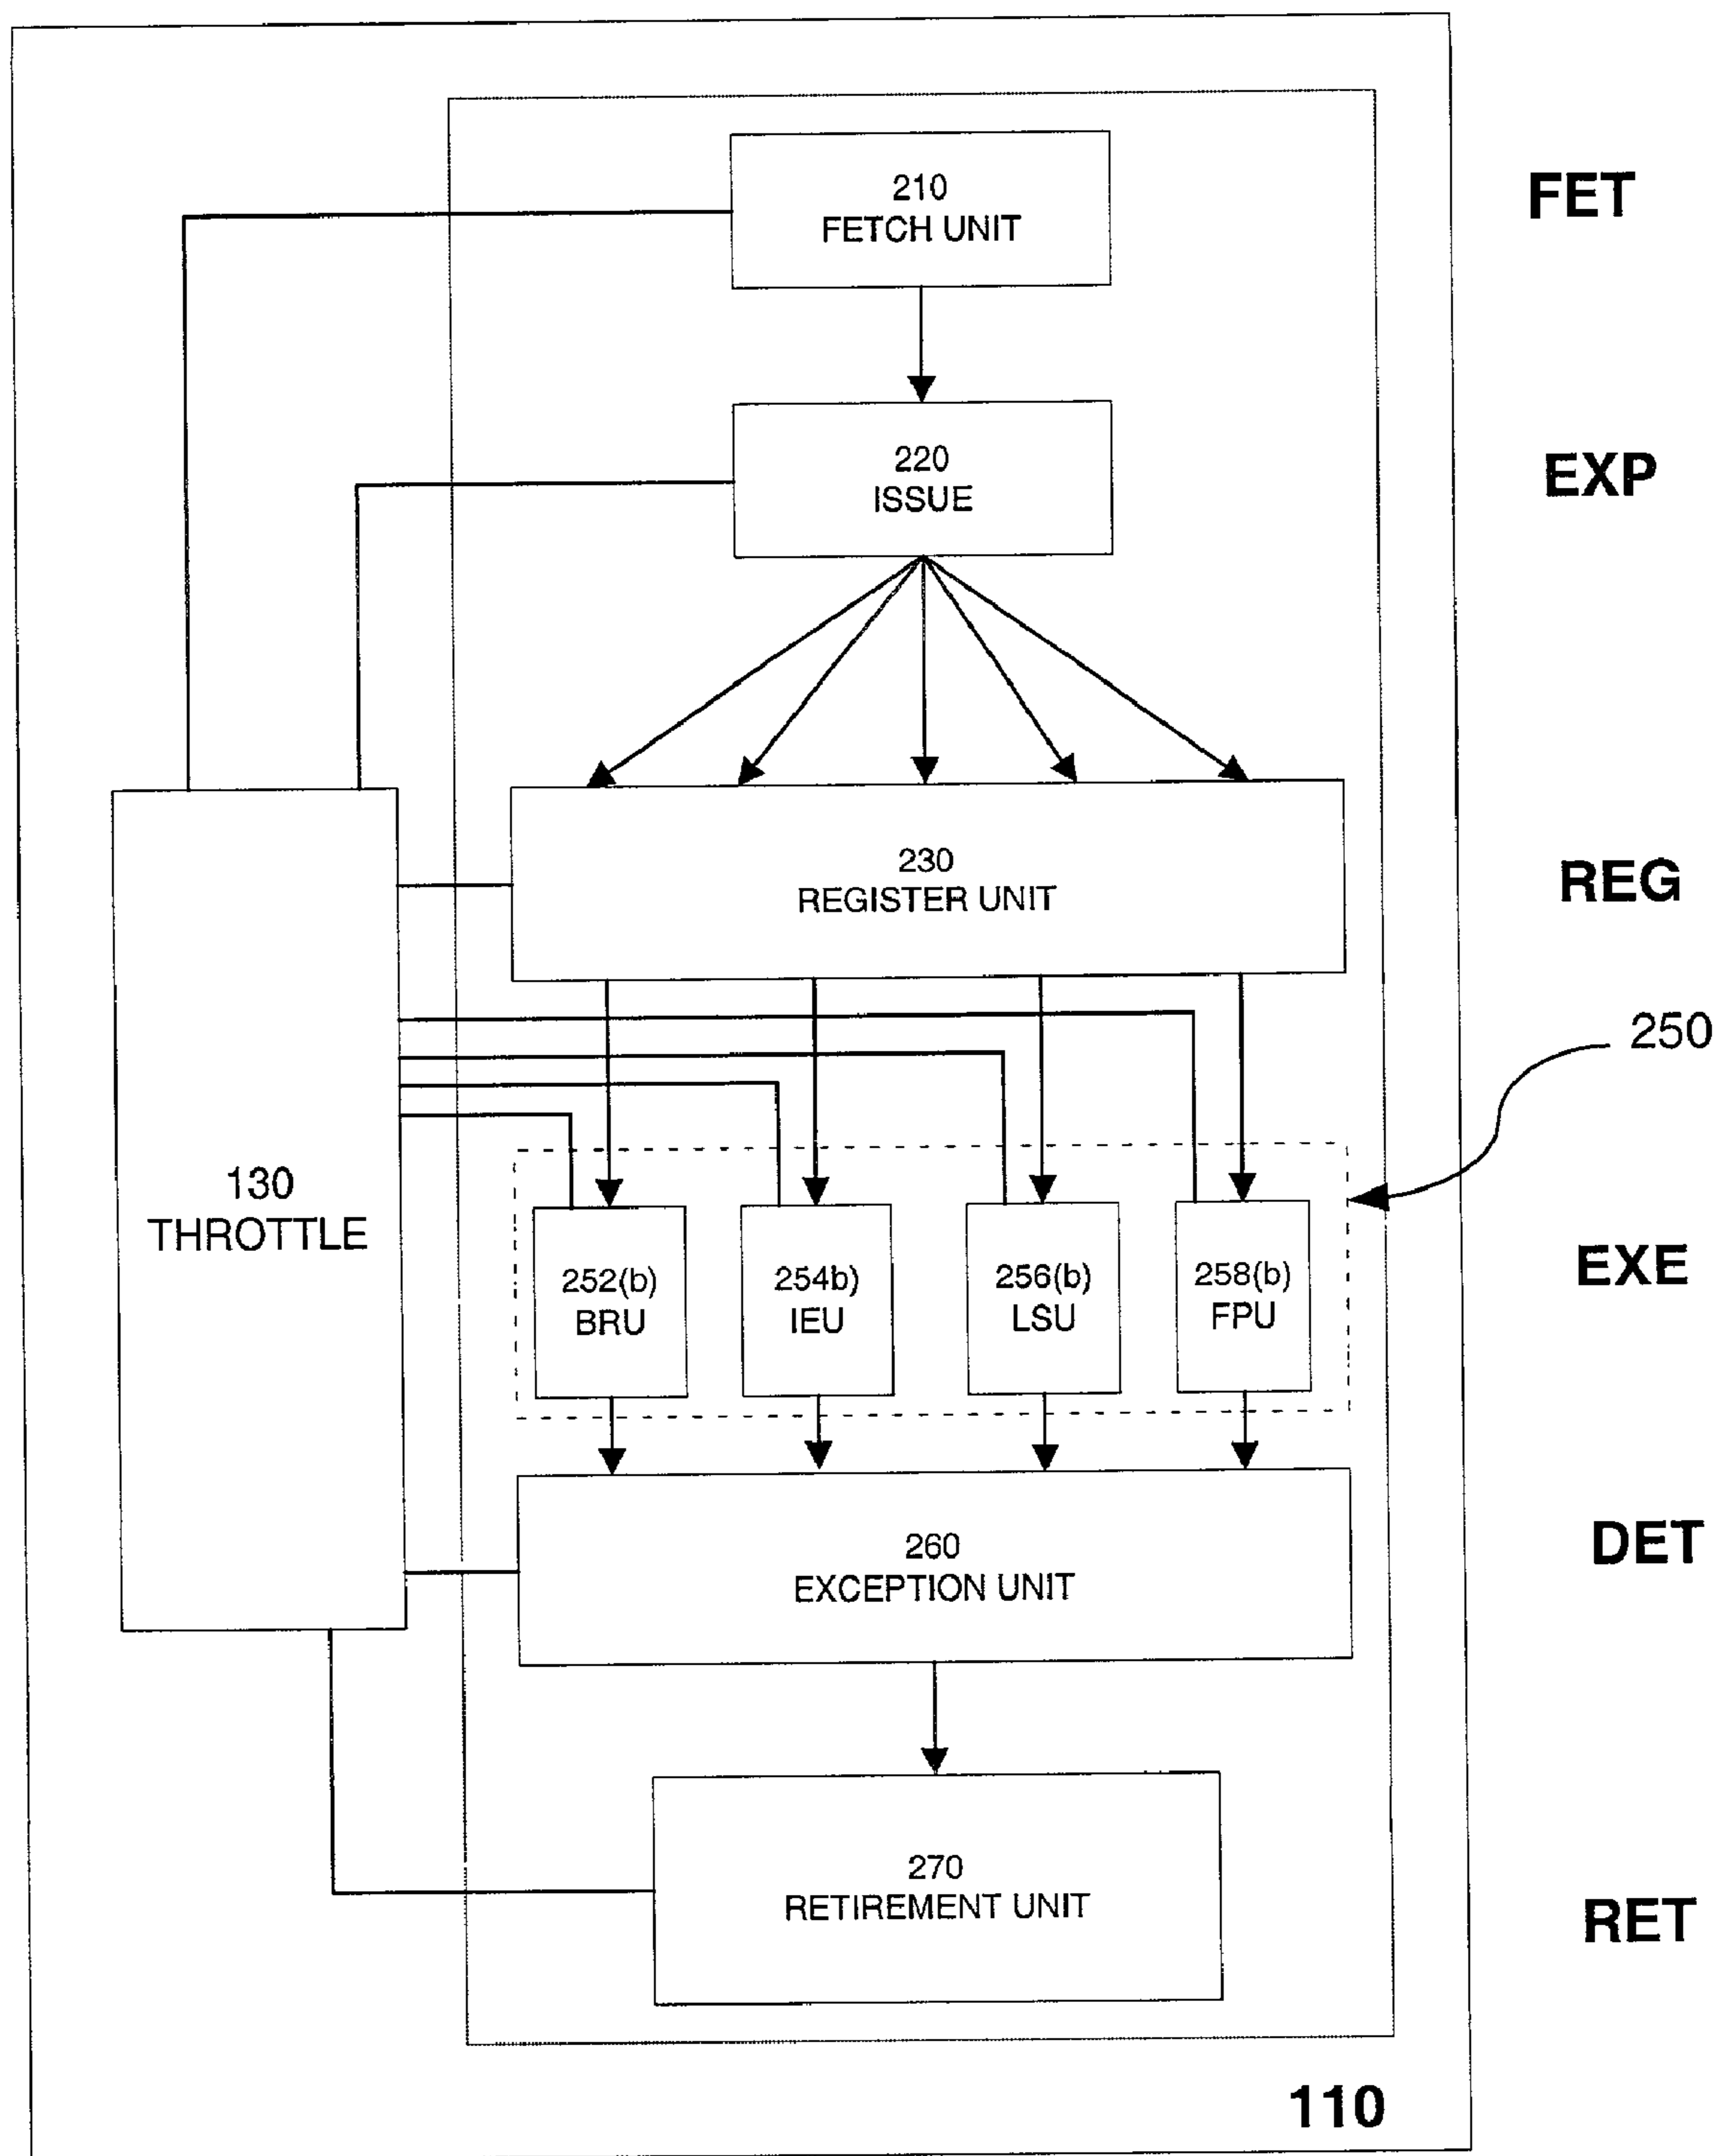 210
FETCH UNIT
FET
220
ISSUE
EXP
230
REGISTER UNIT
REG
250
130
THROTTLE
252(b)
BRU
254b)
IEU
256(b)
LSU
258(b)
FPU
EXE
260
EXCEPTION UNIT
DET
270
RETIREMENT UNIT
RET
110